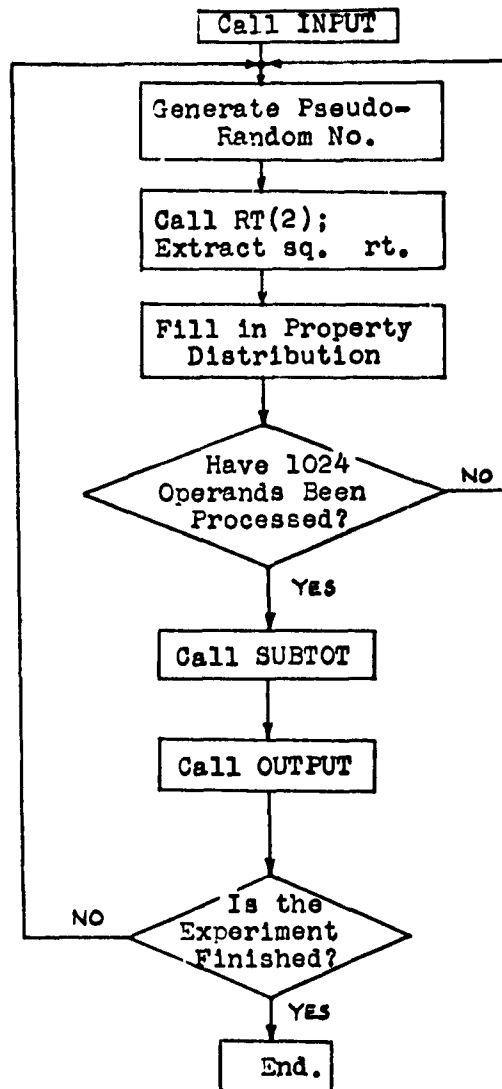 Call INPUT
Generate Pseudo-
Random No.
Call RT(2);
Extract sq. rt.
Fill in Property
Distribution
Have 1024
Operands Been
Processed?
NO
YES
Call SUBTOT
Call OUTPUT
Is the
Experiment
Finished?
NO
YES
End.